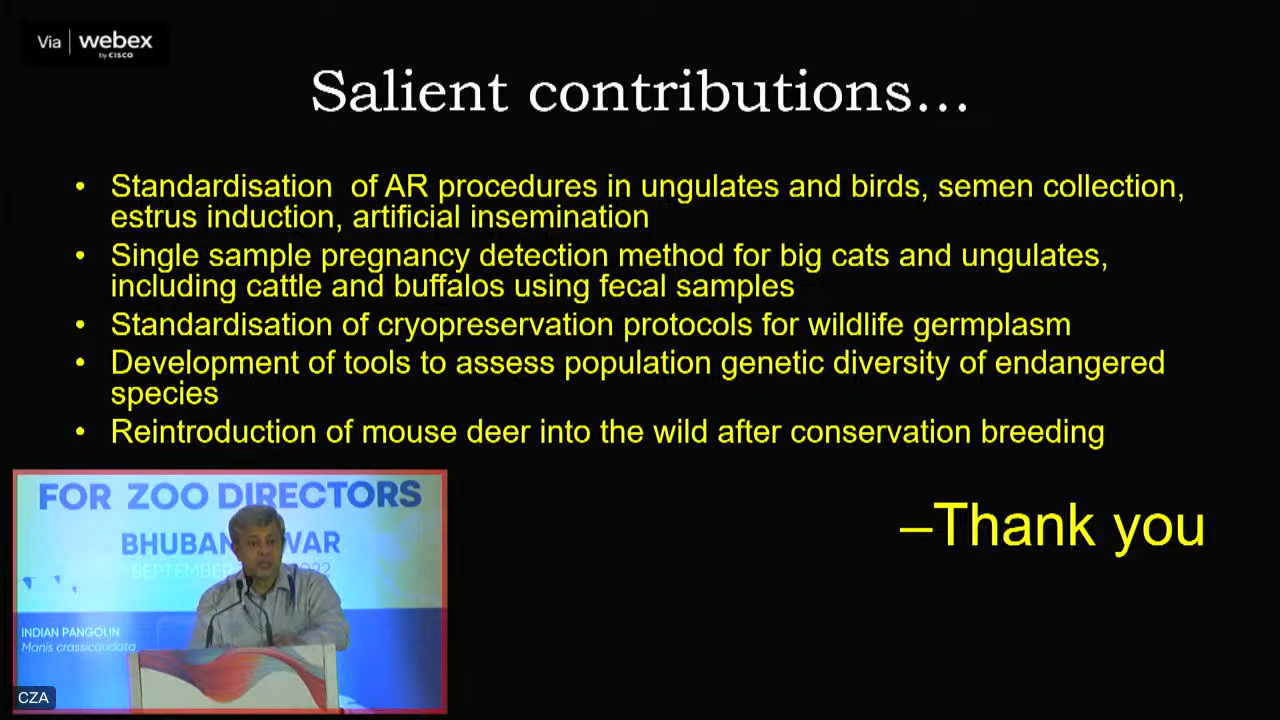 Via webex
by CISCO
Salient contributions...
• Standardisation of AR procedures in ungulates and birds, semen collection,
estrus induction, artificial insemination
• Single sample pregnancy detection method for big cats and ungulates,
including cattle and buffalos using fecal samples
• Standardisation of cryopreservation protocols for wildlife germplasm
• Development of tools to assess population genetic diversity of endangered
species
• Reintroduction of mouse deer into the wild after conservation breeding
–Thank you
FOR ZOO DIRECTORS
SEPTEMBER
INDIAN PANGOLIN
Manis crassicaudata
CZA